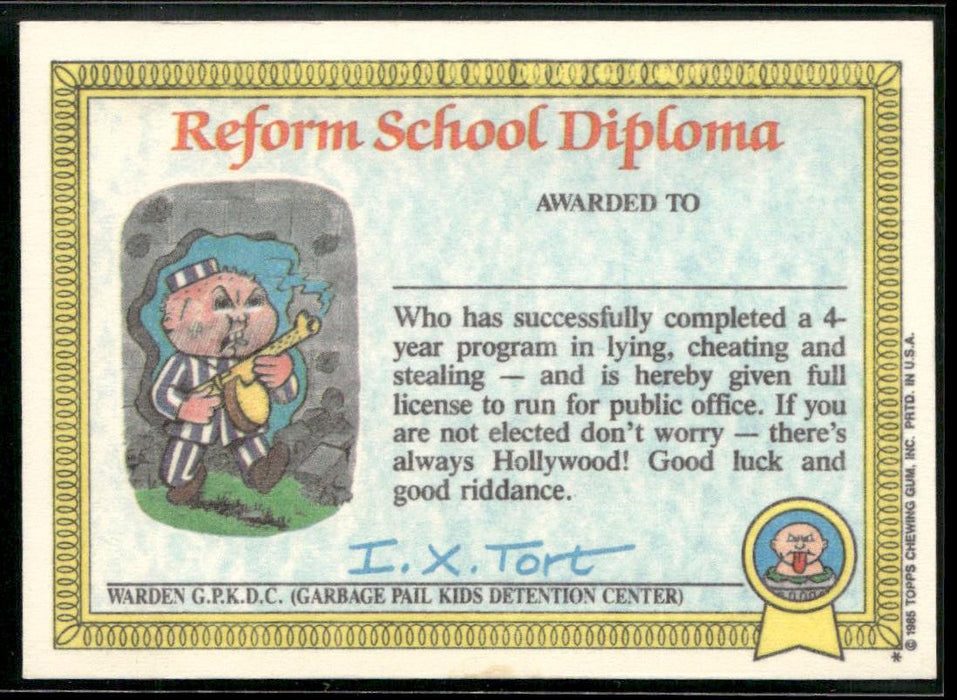 Reform School Diploma
AWARDED TO
Who has successfully completed a 4-
year program in lying, cheating and
stealing — and is hereby given full
license to run for public office. If you
are not elected don't worry — there's
always Hollywood! Good luck and
good riddance.
I. X. Tort
WARDEN G.P.K.D.C. (GARBAGE PAIL KIDS DETENTION CENTER)
* © 1985 TOPPS CHEWING GUM, INC. PRTD. IN U.S.A.